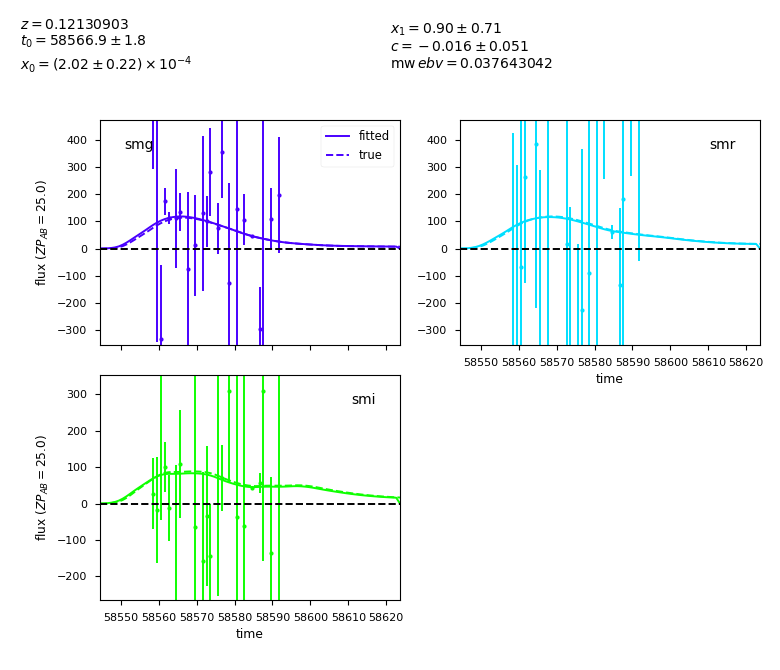 z = 0.12130903
t₀ = 58566.9 ± 1.8
x₀ = (2.02 ± 0.22) × 10⁻⁴
x₁ = 0.90 ± 0.71
c = −0.016 ± 0.051
mw ebv = 0.037643042
smg
fitted
true
400
300
200
100
0
−100
−200
−300
flux (ZP_AB = 25.0)
smr
400
300
200
100
0
−100
−200
−300
58550 58560 58570 58580 58590 58600 58610 58620
time
smi
300
200
100
0
−100
−200
flux (ZP_AB = 25.0)
58550 58560 58570 58580 58590 58600 58610 58620
time